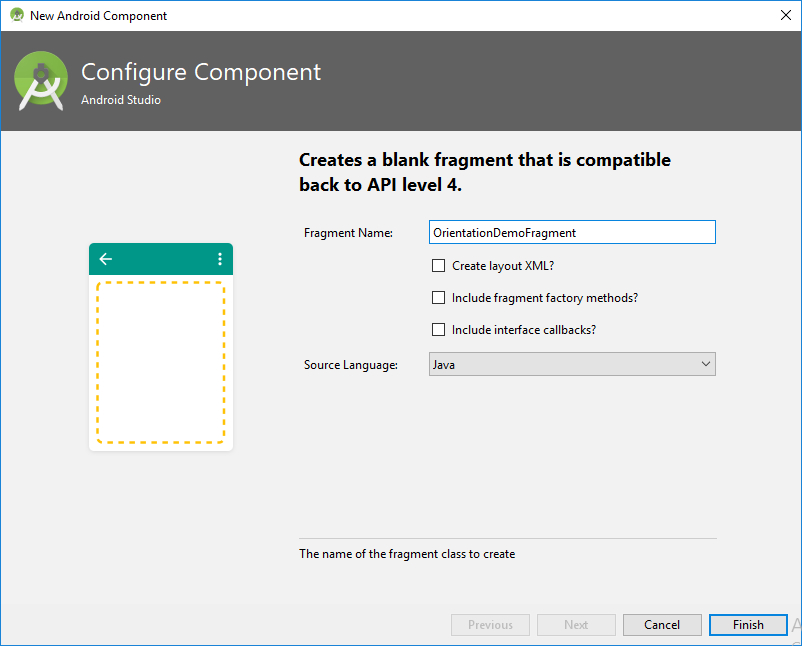 New Android Component
Configure Component
Android Studio
Creates a blank fragment that is compatible
back to API level 4.
Fragment Name:
OrientationDemoFragment
Create layout XML?
Include fragment factory methods?
Include interface callbacks?
Source Language:
Java
The name of the fragment class to create
Previous
Next
Cancel
Finish